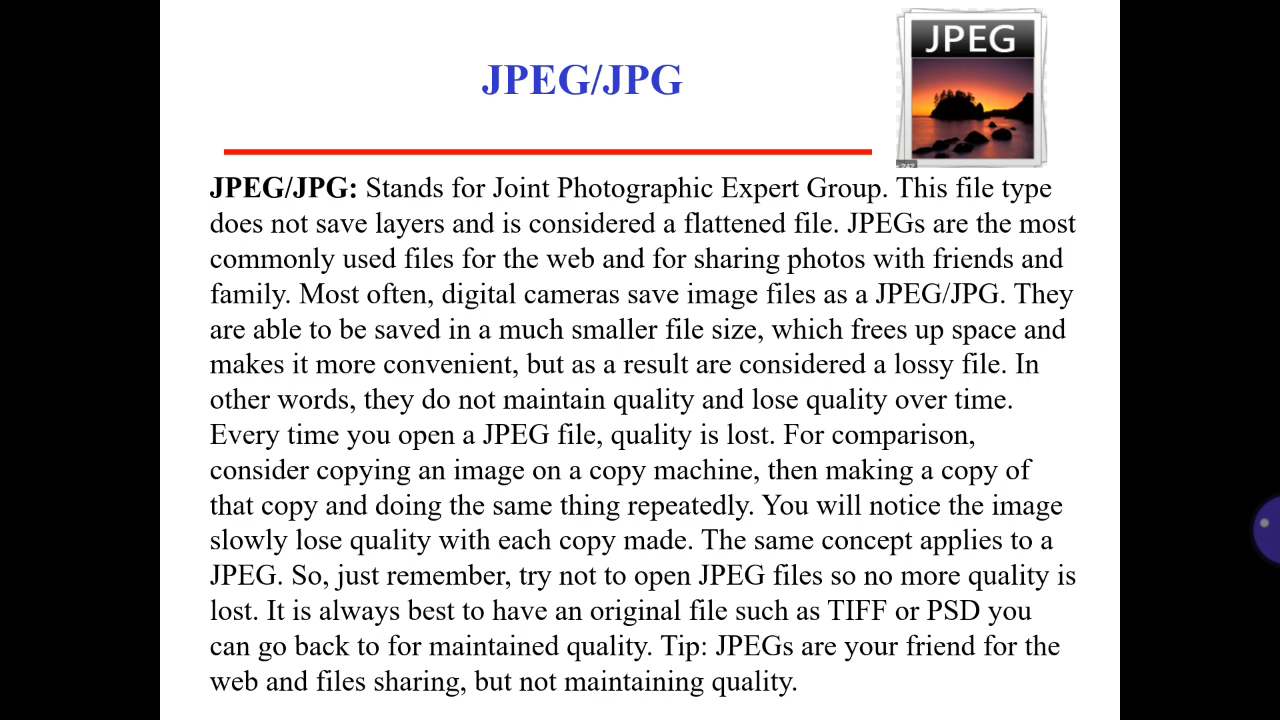 JPEG
JPEG/JPG
JPEG/JPG: Stands for Joint Photographic Expert Group. This file type
does not save layers and is considered a flattened file. JPEGs are the most
commonly used files for the web and for sharing photos with friends and
family. Most often, digital cameras save image files as a JPEG/JPG. They
are able to be saved in a much smaller file size, which frees up space and
makes it more convenient, but as a result are considered a lossy file. In
other words, they do not maintain quality and lose quality over time.
Every time you open a JPEG file, quality is lost. For comparison,
consider copying an image on a copy machine, then making a copy of
that copy and doing the same thing repeatedly. You will notice the image
slowly lose quality with each copy made. The same concept applies to a
JPEG. So, just remember, try not to open JPEG files so no more quality is
lost. It is always best to have an original file such as TIFF or PSD you
can go back to for maintained quality. Tip: JPEGs are your friend for the
web and files sharing, but not maintaining quality.